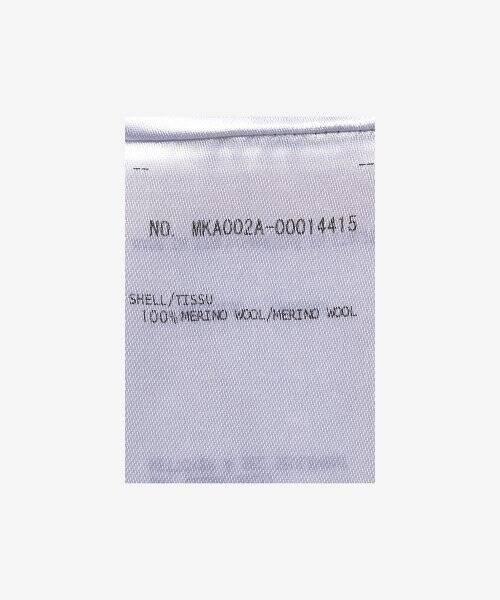 NO. MKA002A-00014415
SHELL/TISSU
100% MERINO WOOL/MERINO WOOL